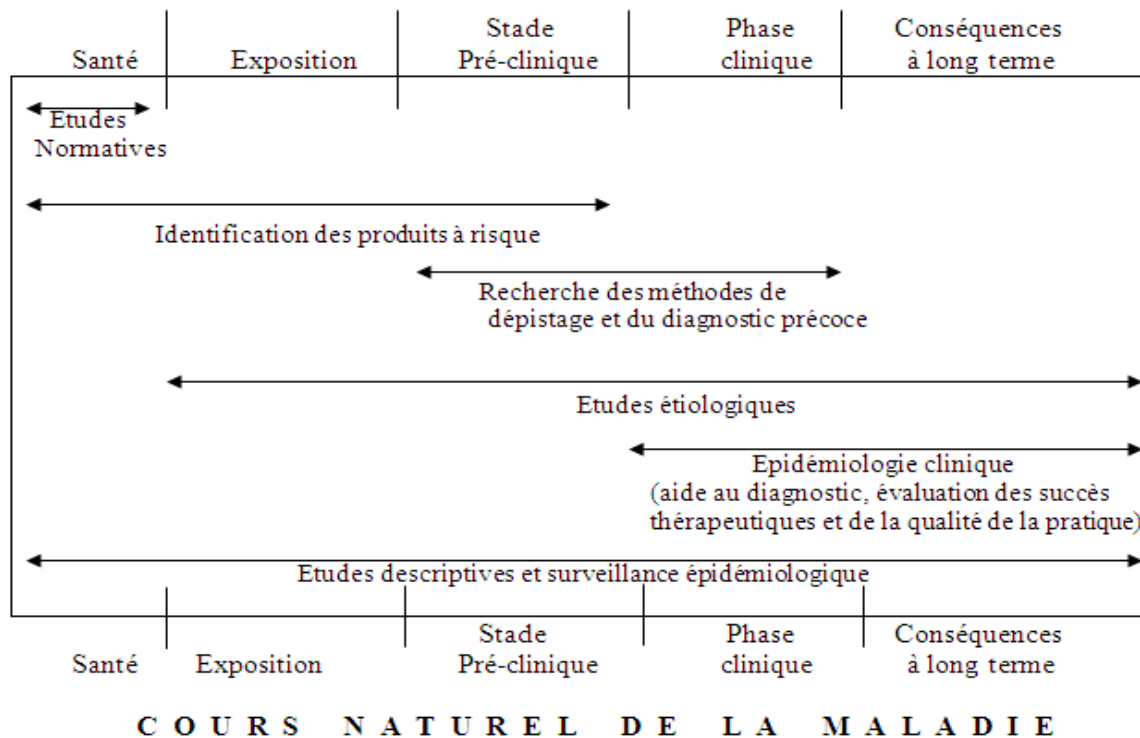 Stade Phase Conséquences
Santé Exposition Pré-clinique clinique à long terme
Etudes
Normatives
Identification des produits à risque
Recherche des méthodes de
dépistage et du diagnostic précoce
Etudes étiologiques
Epidémiologie clinique
(aide au diagnostic, évaluation des succès
thérapeutiques et de la qualité de la pratique)
Etudes descriptives et surveillance épidémiologique
Stade Phase Conséquences
Santé Exposition Pré-clinique clinique à long terme
COURS NATUREL DE LA MALADIE